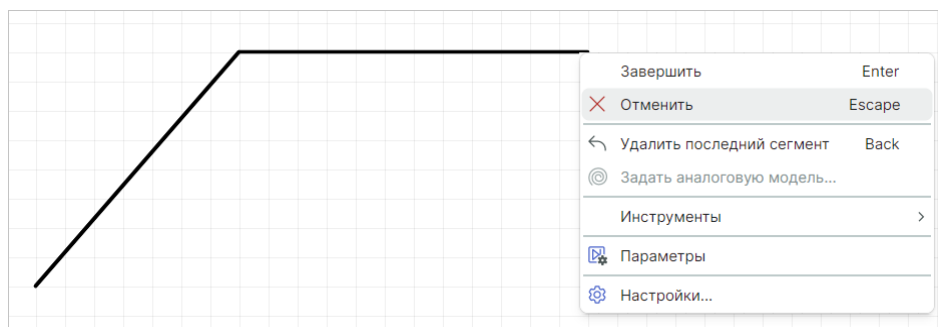 Завершить Enter
Отменить Escape
Удалить последний сегмент Back
Задать аналоговую модель...
Инструменты
Параметры
Настройки...